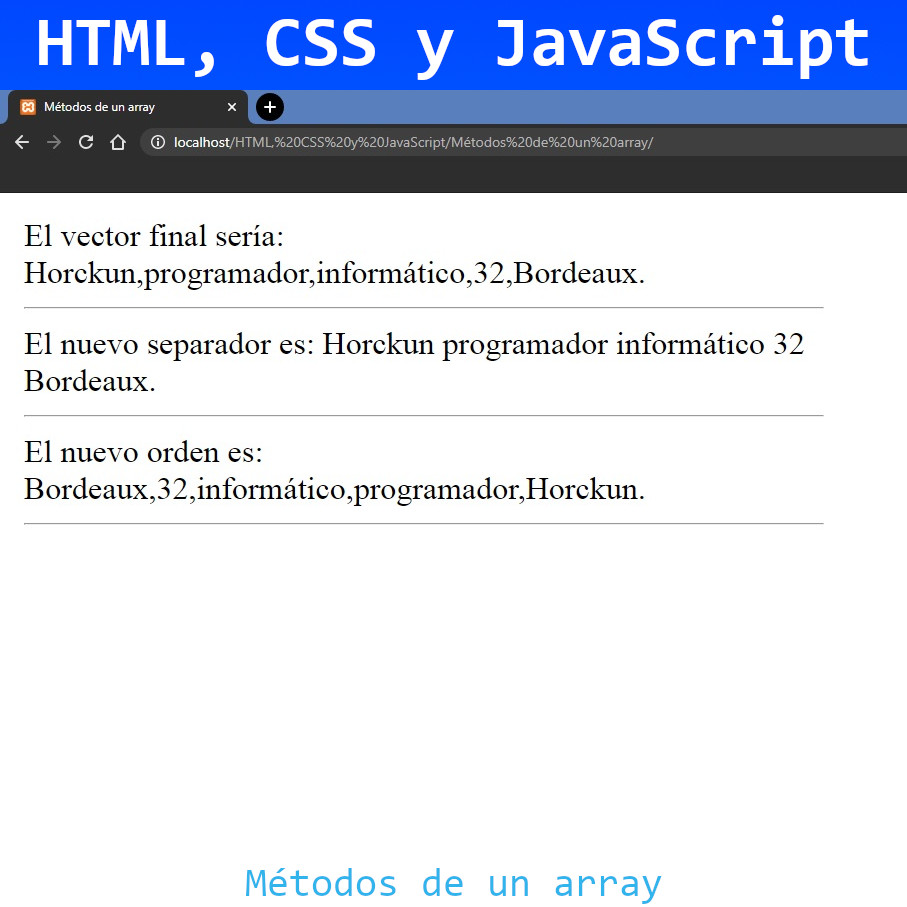 HTML, CSS y JavaScript
Métodos de un array
localhost/HTML,%20CSS%20y%20JavaScript/Métodos%20de%20un%20array/
El vector final sería:
Horckun,programador,informático,32,Bordeaux.
El nuevo separador es: Horckun programador informático 32
Bordeaux.
El nuevo orden es:
Bordeaux,32,informático,programador,Horckun.
Métodos de un array